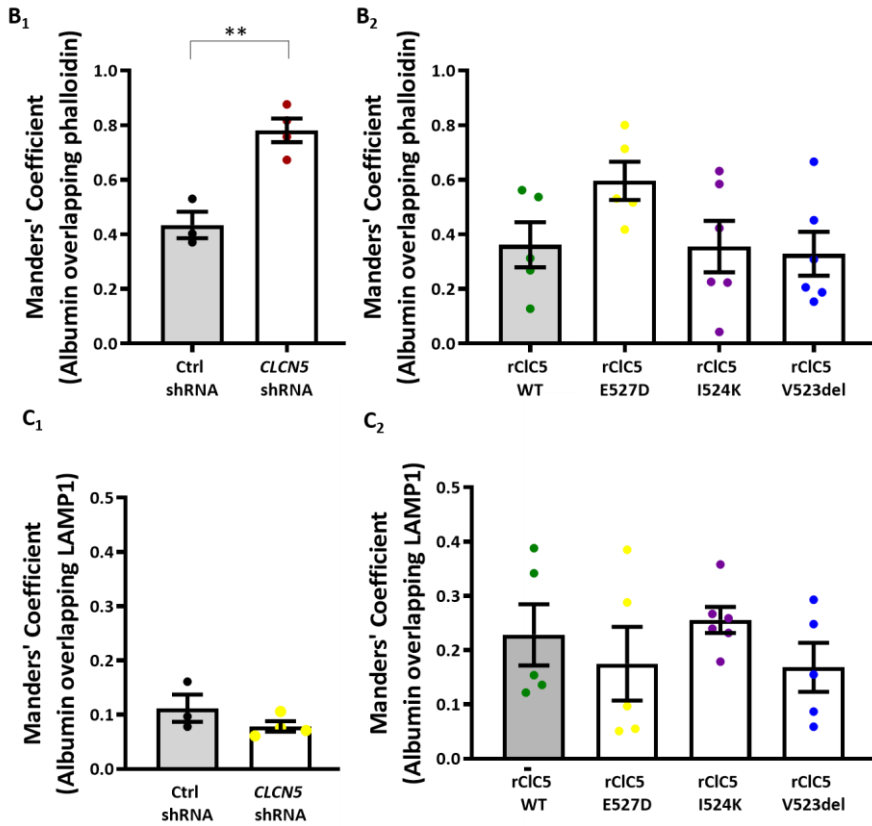 B1
**
Manders' Coefficient
(Albumin overlapping phalloidin)
1.0
0.8
0.6
0.4
0.2
0.0
Ctrl
shRNA
CLCN5
shRNA
B2
Manders' Coefficient
(Albumin overlapping phalloidin)
1.0
0.8
0.6
0.4
0.2
0.0
rClC5
WT
rClC5
E527D
rClC5
I524K
rClC5
V523del
C1
Manders' Coefficient
(Albumin overlapping LAMP1)
0.5
0.4
0.3
0.2
0.1
0.0
Ctrl
shRNA
CLCN5
shRNA
C2
Manders' Coefficient
(Albumin overlapping LAMP1)
0.5
0.4
0.3
0.2
0.1
0.0
rClC5
WT
rClC5
E527D
rClC5
I524K
rClC5
V523del